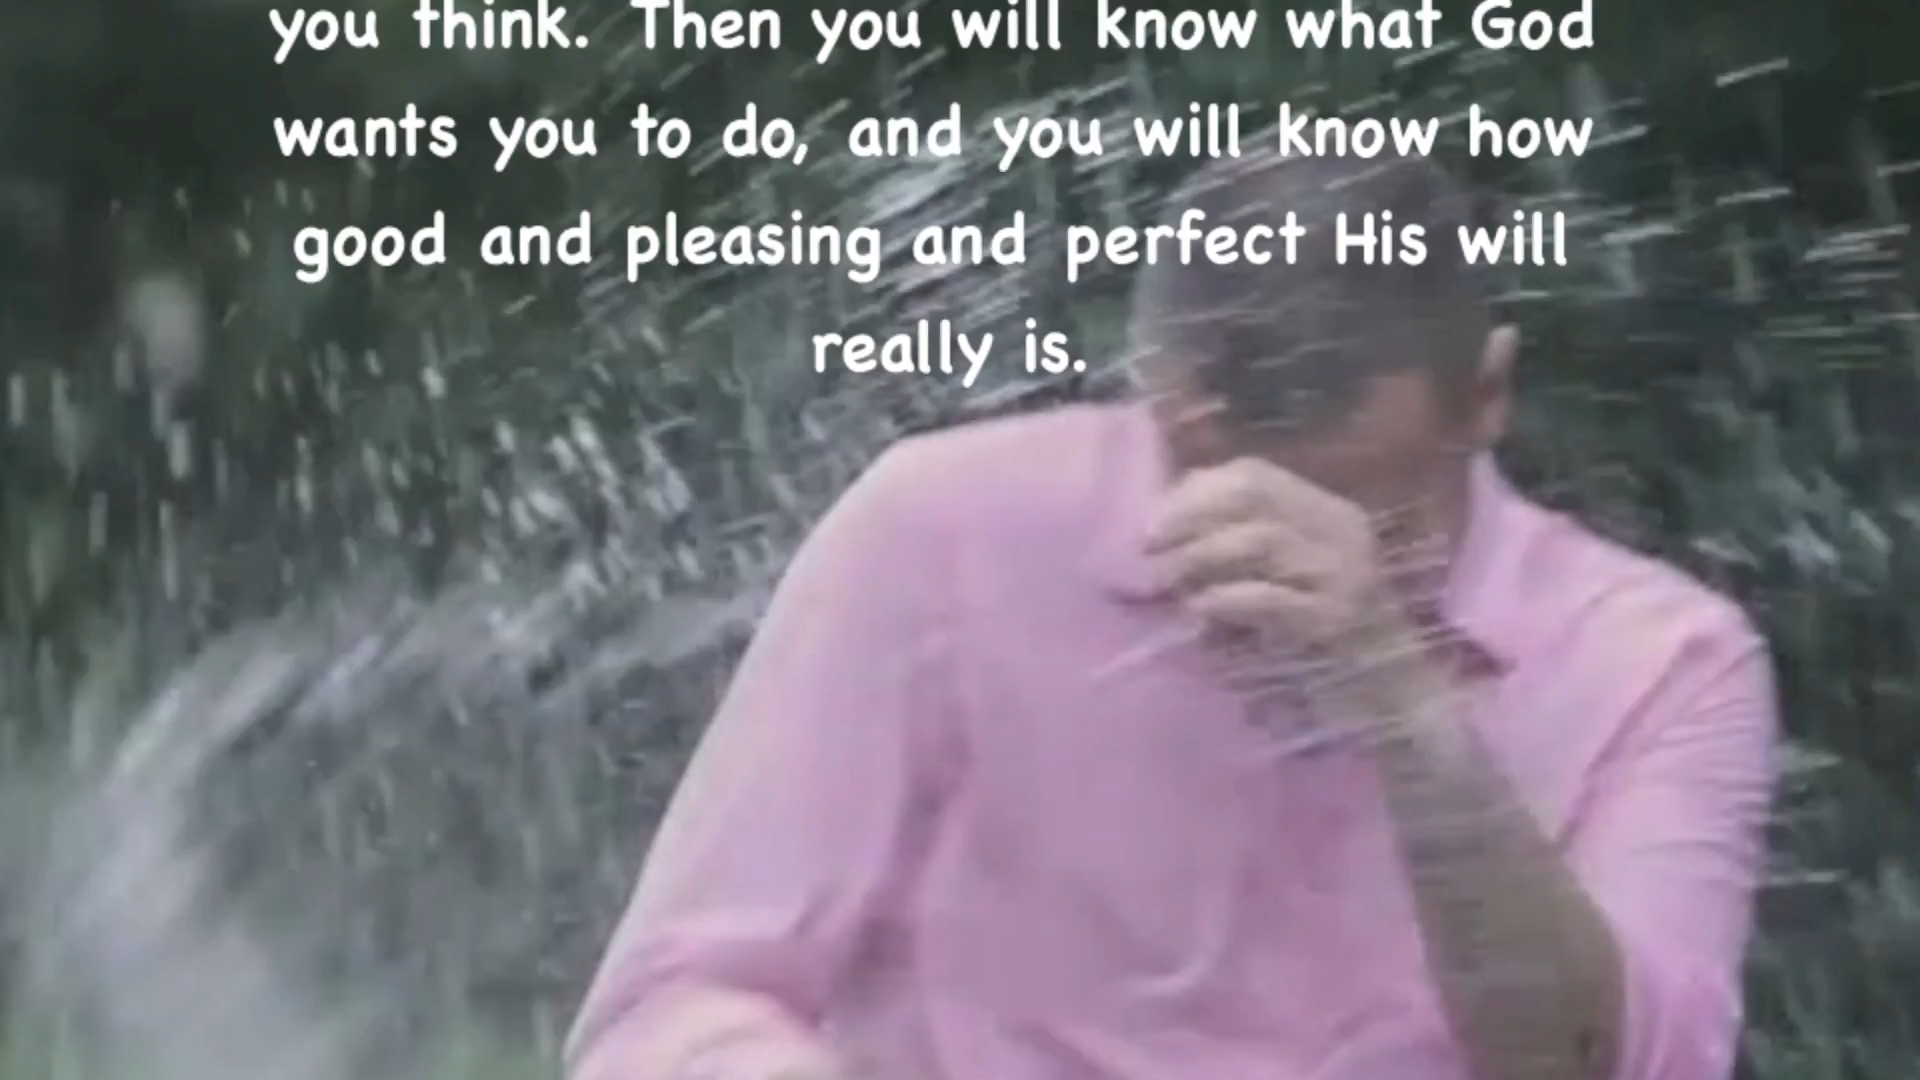 you think. Then you will know what God
wants you to do, and you will know how
good and pleasing and perfect His will
really is.